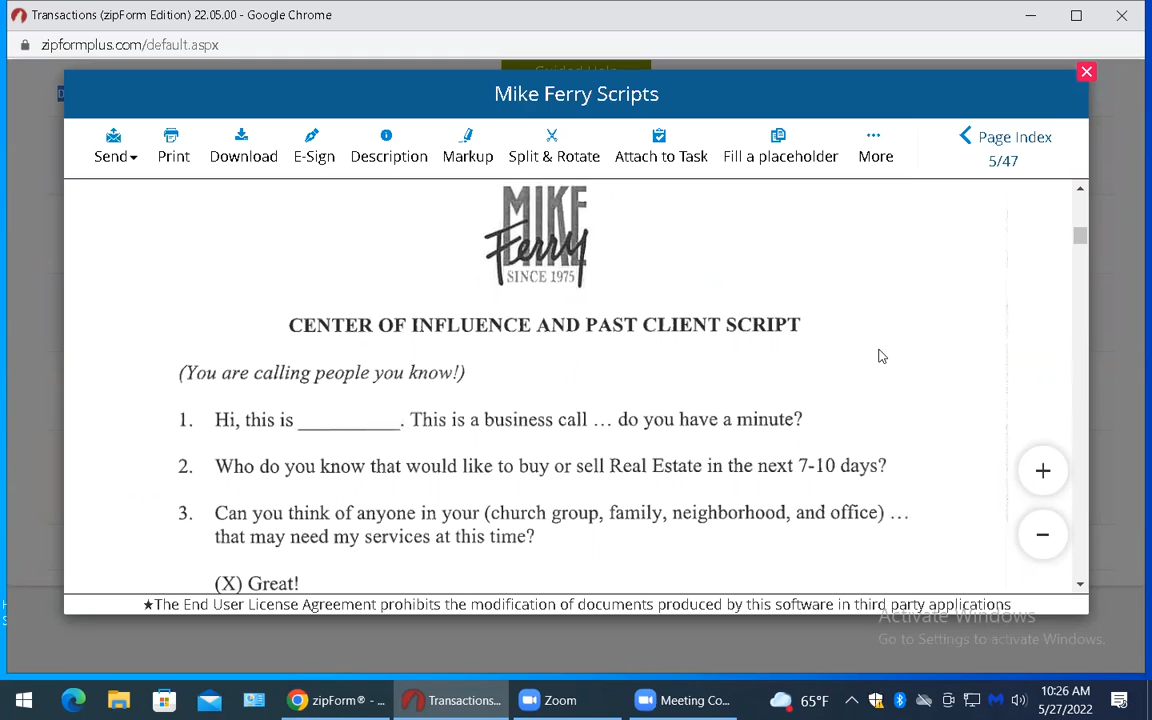 Transactions (zipForm Edition) 22.05.00 - Google Chrome
zipformplus.com/default.aspx
Guided Help
Mike Ferry Scripts
Send Print Download E-Sign Description Markup Split & Rotate Attach to Task Fill a placeholder More
Page Index
5/47
MIKE
Ferry
SINCE 1975
CENTER OF INFLUENCE AND PAST CLIENT SCRIPT
(You are calling people you know!)
1. Hi, this is __________. This is a business call … do you have a minute?
2. Who do you know that would like to buy or sell Real Estate in the next 7-10 days?
3. Can you think of anyone in your (church group, family, neighborhood, and office) …
that may need my services at this time?
(X) Great!
★The End User License Agreement prohibits the modification of documents produced by this software in third party applications
Activate Windows
Go to Settings to activate Windows.
zipForm® - ...
Transactions...
Zoom
Meeting Co...
65°F
10:26 AM
5/27/2022